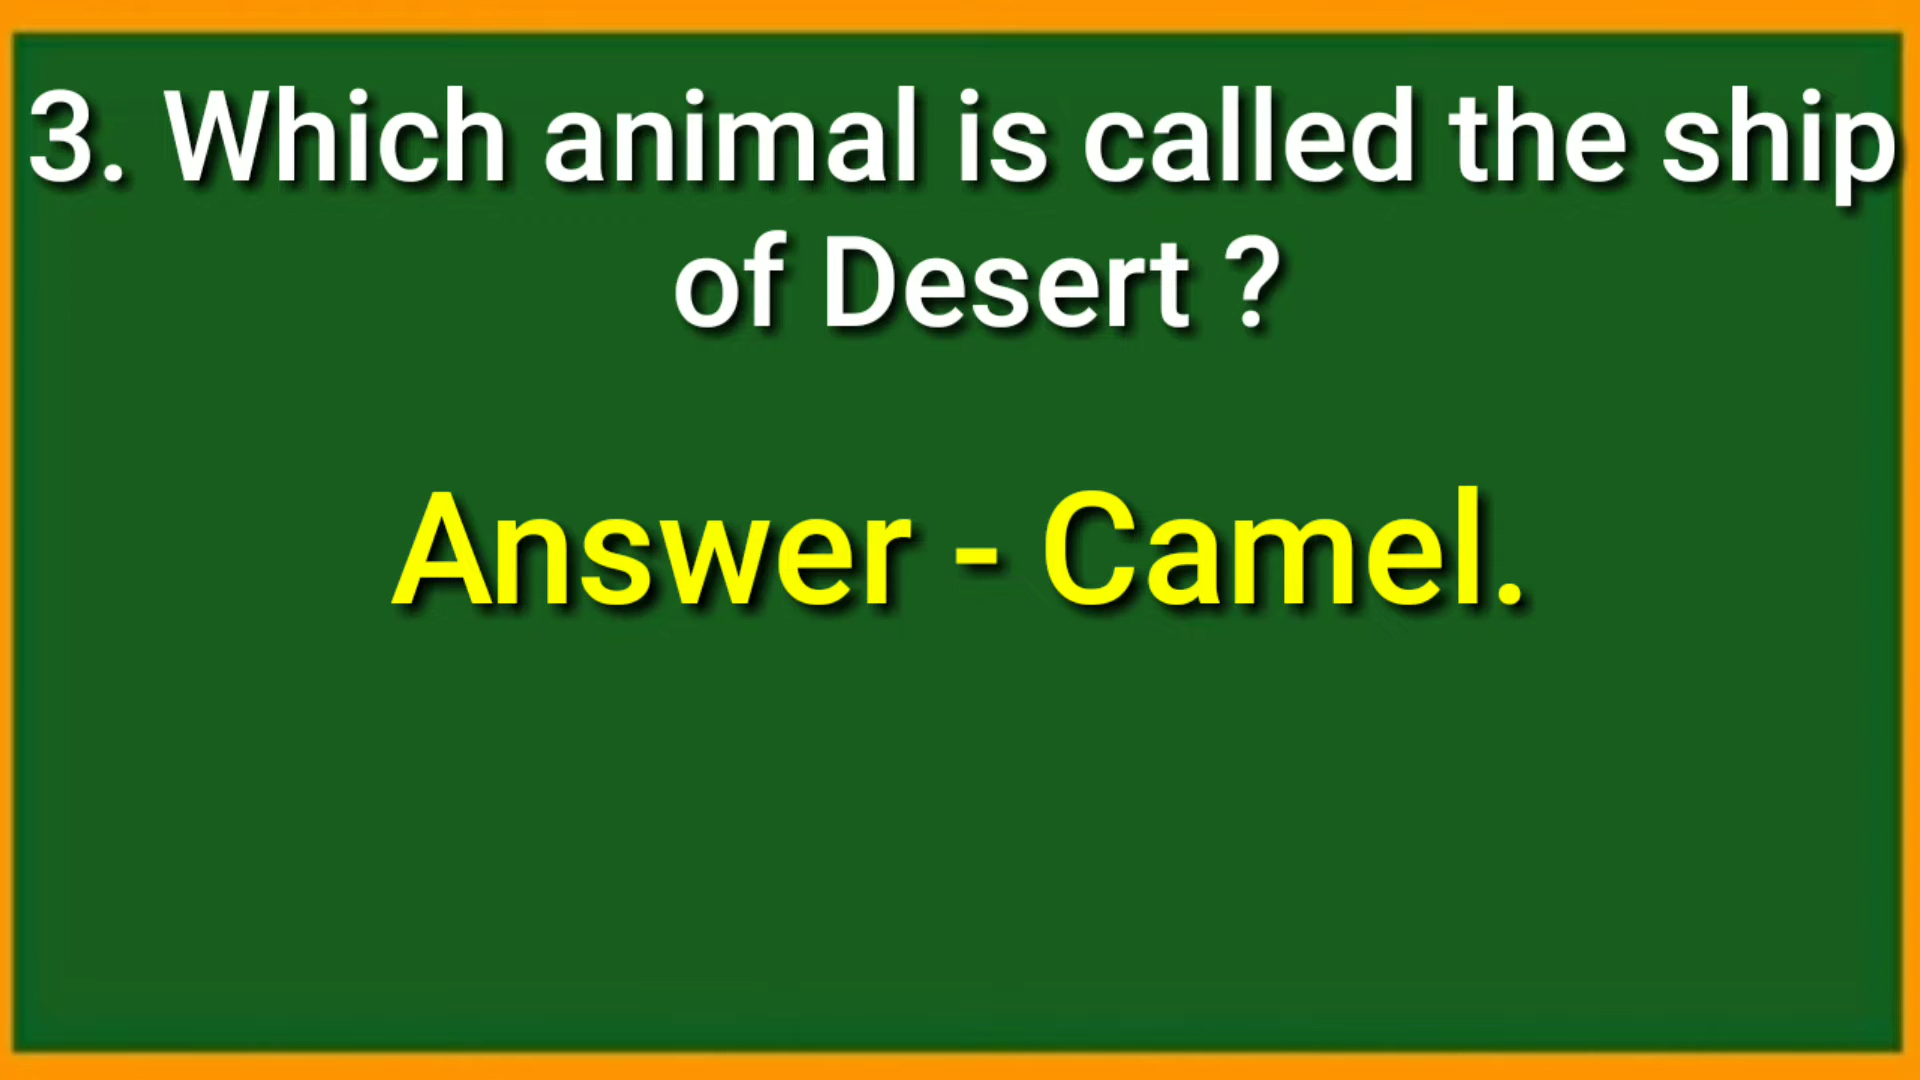 3. Which animal is called the ship
of Desert ?
Answer - Camel.